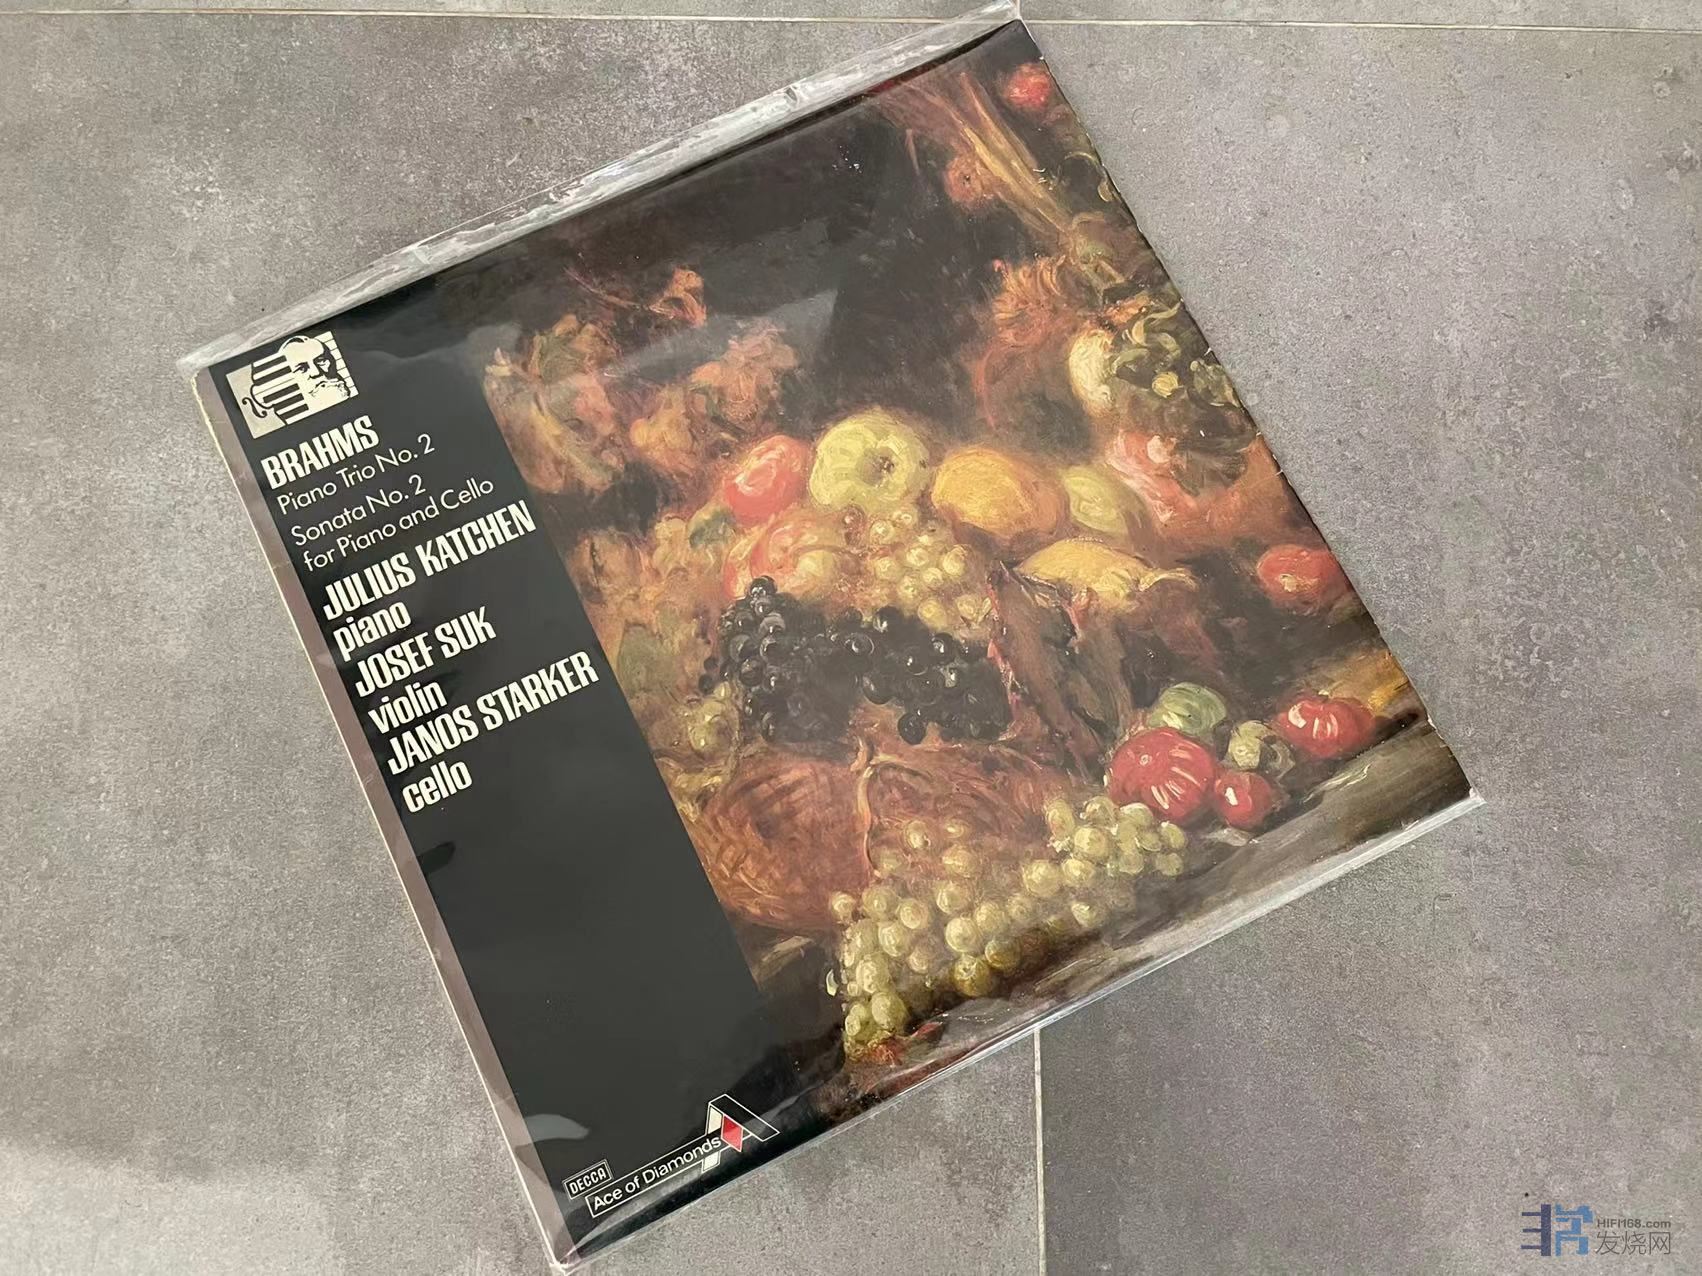 BRAHMS
Piano Trio No. 2
Sonata No. 2
for Piano and Cello
JULIUS KATCHEN
piano
JOSEF SUK
violin
JANOS STARKER
cello
DECCA
Ace of Diamonds
HIFM68.com
发烧网